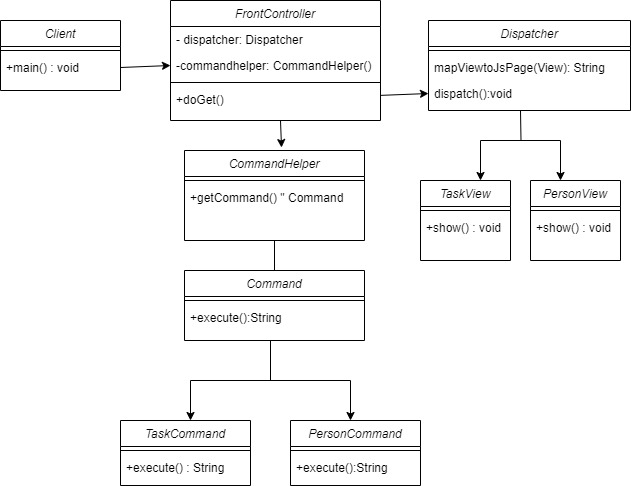 Client
+main() : void
FrontController
- dispatcher: Dispatcher
-commandhelper: CommandHelper()
+doGet()
Dispatcher
mapViewtoJsPage(View): String
dispatch():void
CommandHelper
+getCommand() " Command
TaskView
+show() : void
PersonView
+show() : void
Command
+execute():String
TaskCommand
+execute() : String
PersonCommand
+execute():String